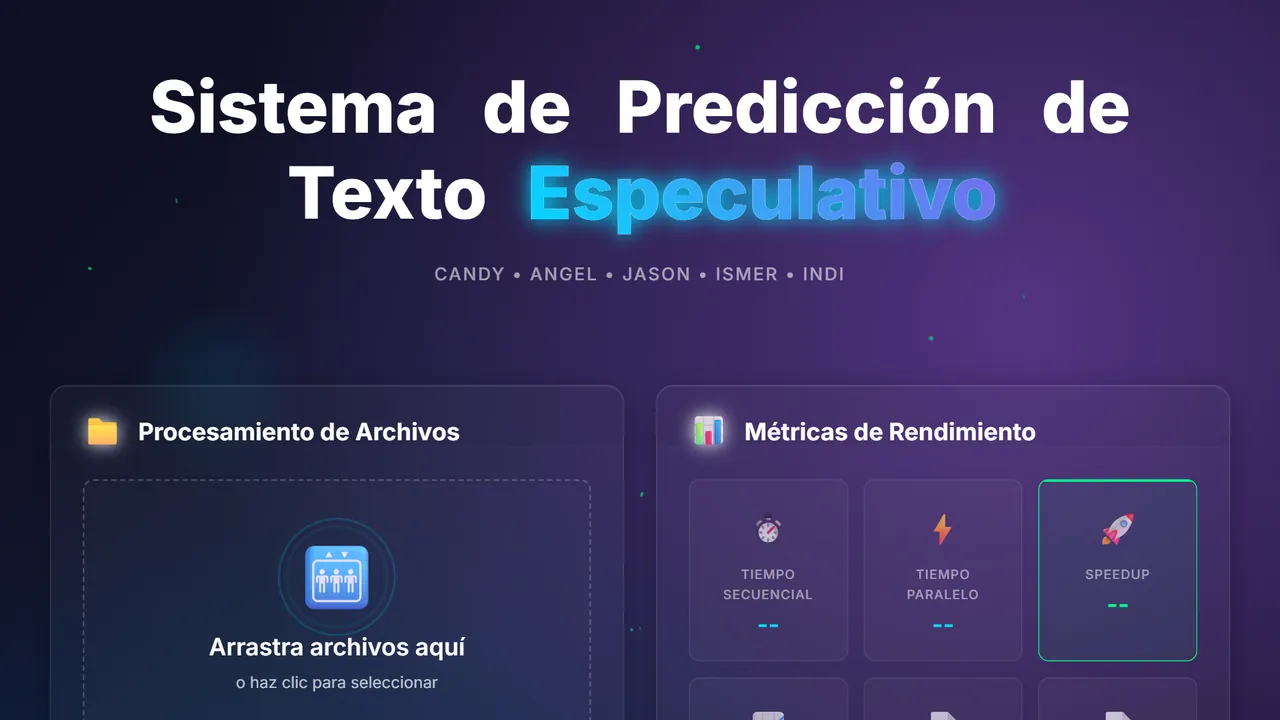 Sistema de Predicción de
Texto Especulativo
CANDY • ANGEL • JASON • ISMER • INDI
Procesamiento de Archivos
Arrastra archivos aquí
o haz clic para seleccionar
Métricas de Rendimiento
TIEMPO
SECUENCIAL
--
TIEMPO
PARALELO
--
SPEEDUP
--